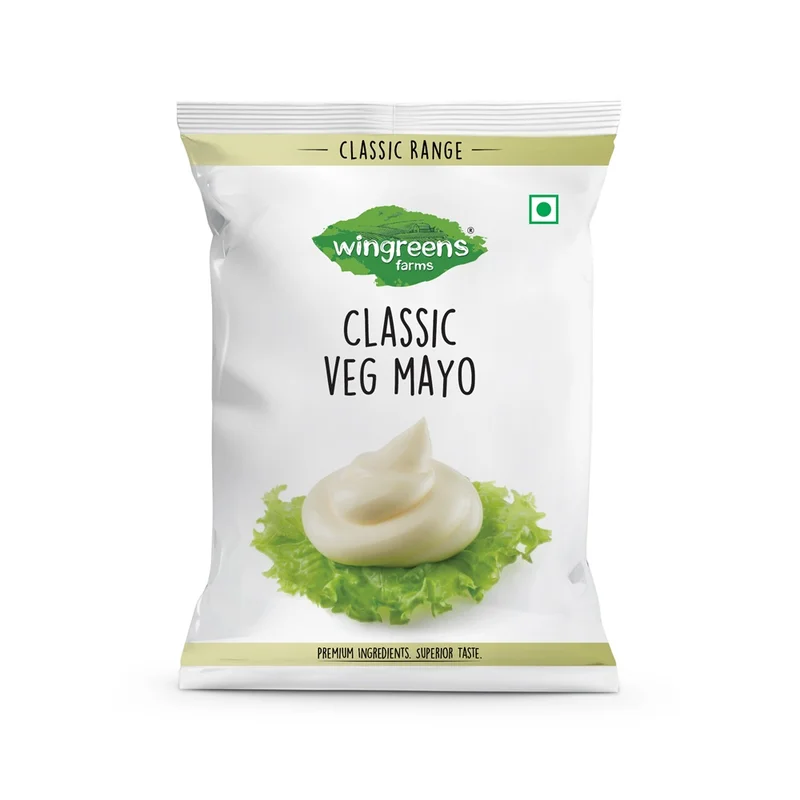 CLASSIC RANGE
wingreens®
farms
CLASSIC
VEG MAYO
PREMIUM INGREDIENTS. SUPERIOR TASTE.